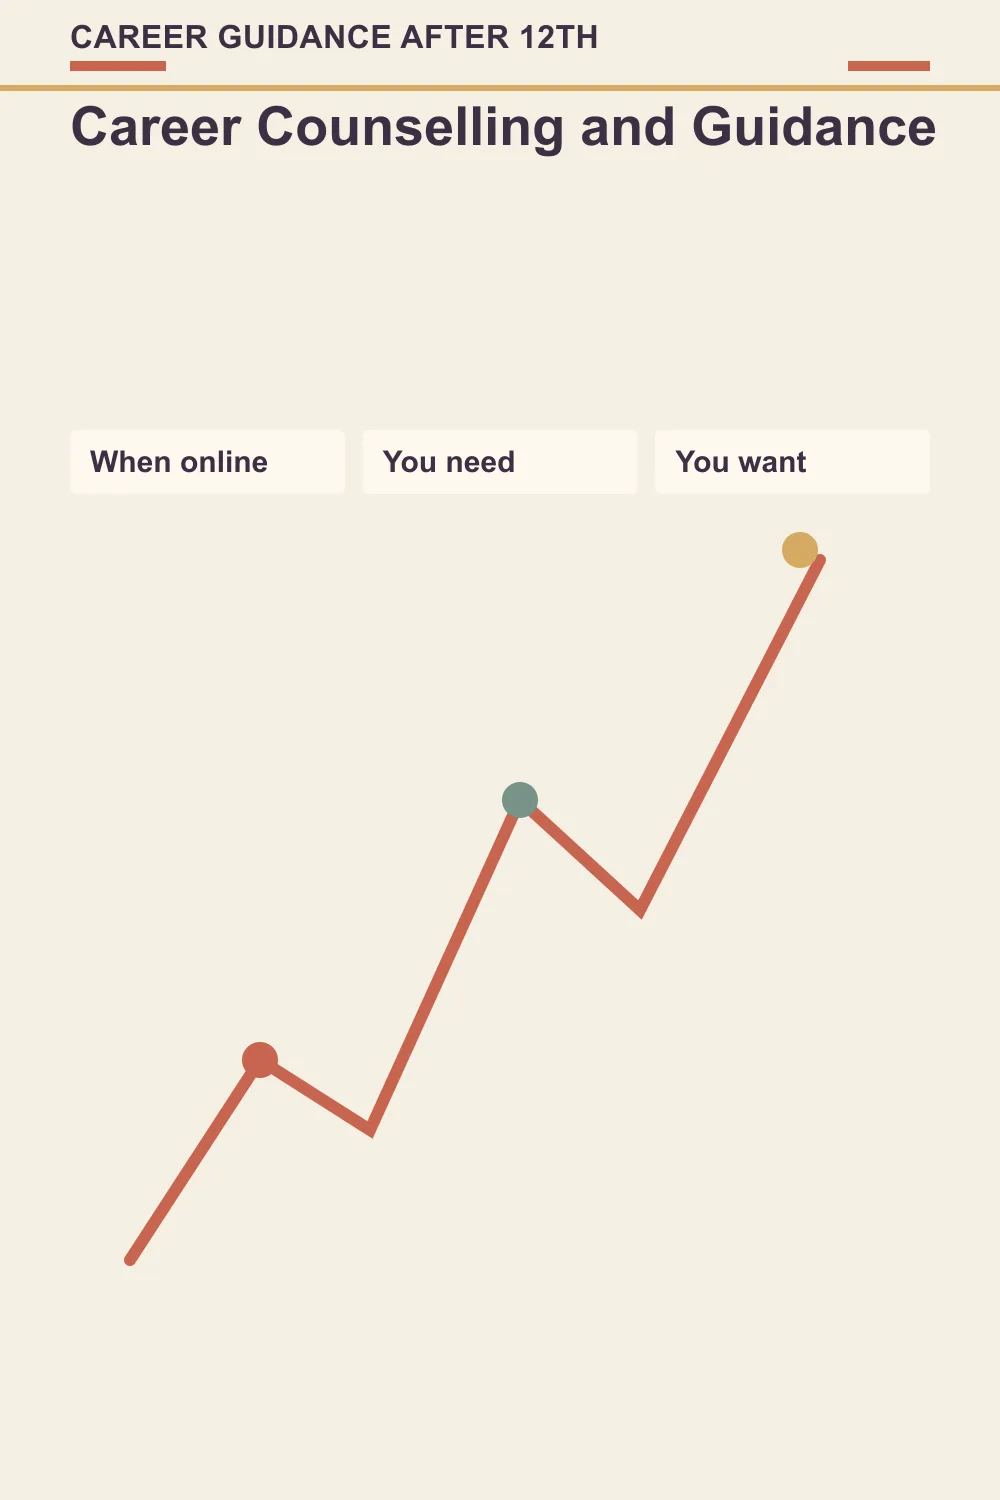 CAREER GUIDANCE AFTER 12TH
Career Counselling and Guidance
When online
You need
You want